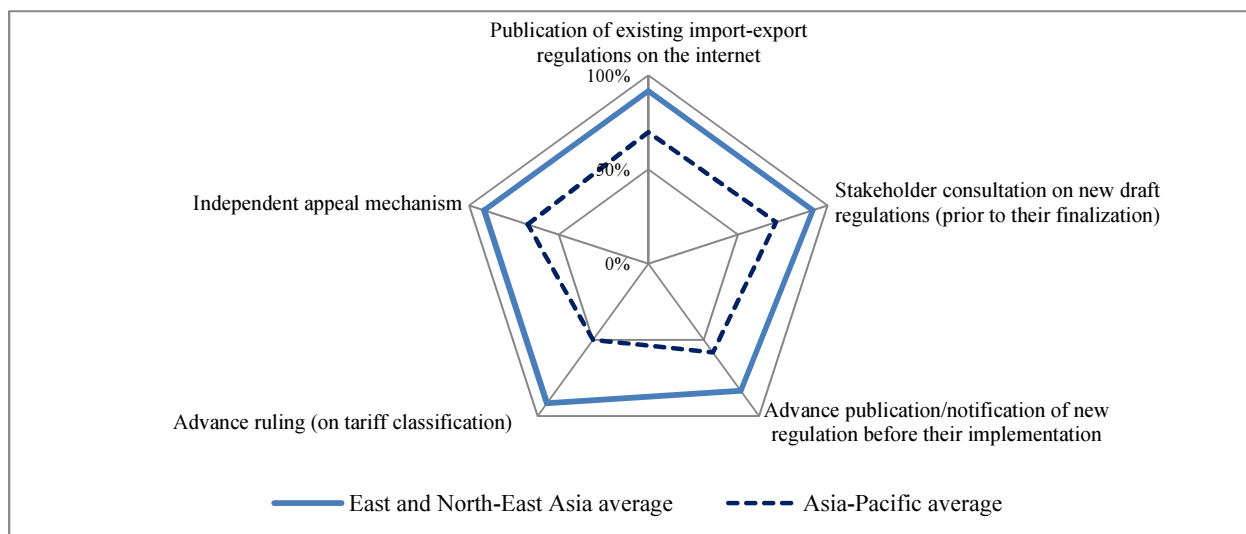 Publication of existing import-export
regulations on the internet
100%
50%
0%
Stakeholder consultation on new draft
regulations (prior to their finalization)
Independent appeal mechanism
Advance ruling (on tariff classification)
Advance publication/notification of new
regulation before their implementation
East and North-East Asia average
Asia-Pacific average